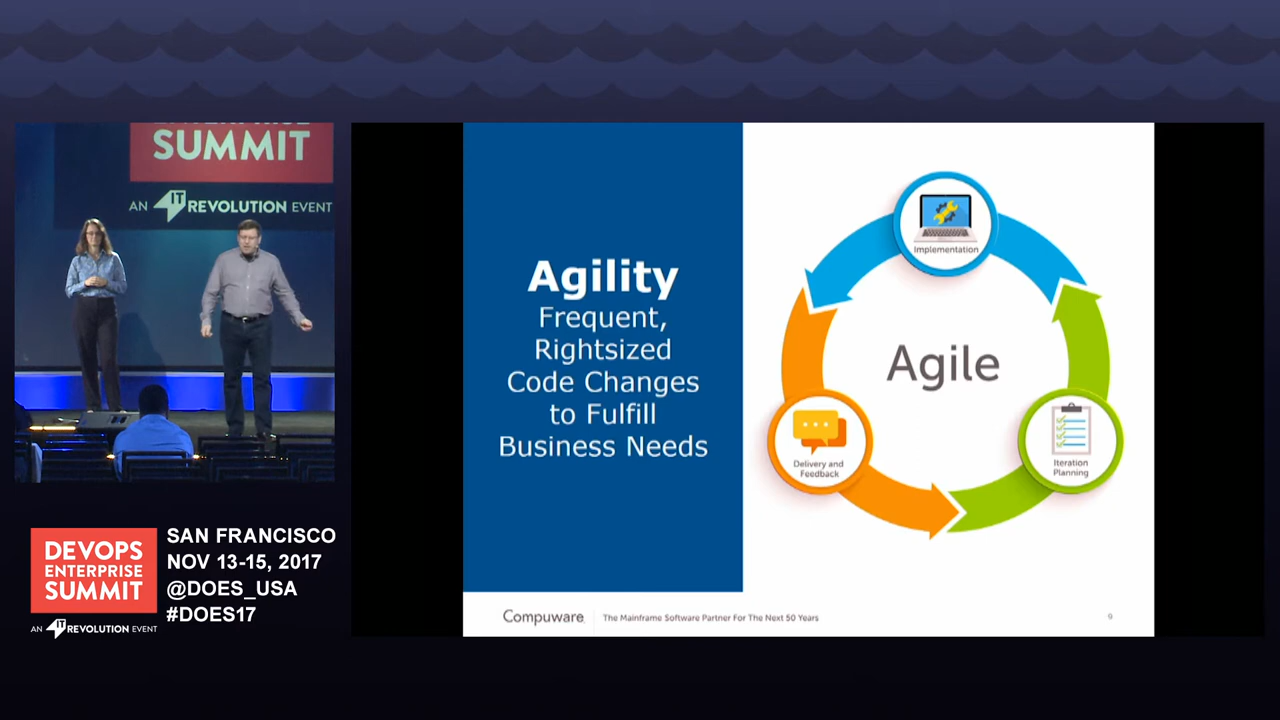 SUMMIT
AN IT REVOLUTION EVENT
DEVOPS
ENTERPRISE
SUMMIT
AN IT REVOLUTION EVENT
SAN FRANCISCO
NOV 13-15, 2017
@DOES_USA
#DOES17
Agility
Frequent,
Rightsized
Code Changes
to Fulfill
Business Needs
Implementation
Agile
Delivery and
Feedback
Iteration
Planning
Compuware
The Mainframe Software Partner For The Next 50 Years
9